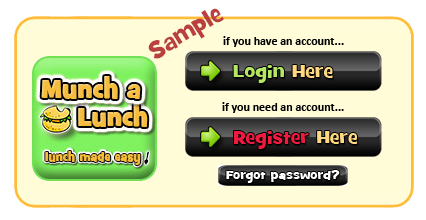 Sample
Munch a
Lunch
lunch made easy!
if you have an account...
Login Here
if you need an account...
Register Here
Forgot password?